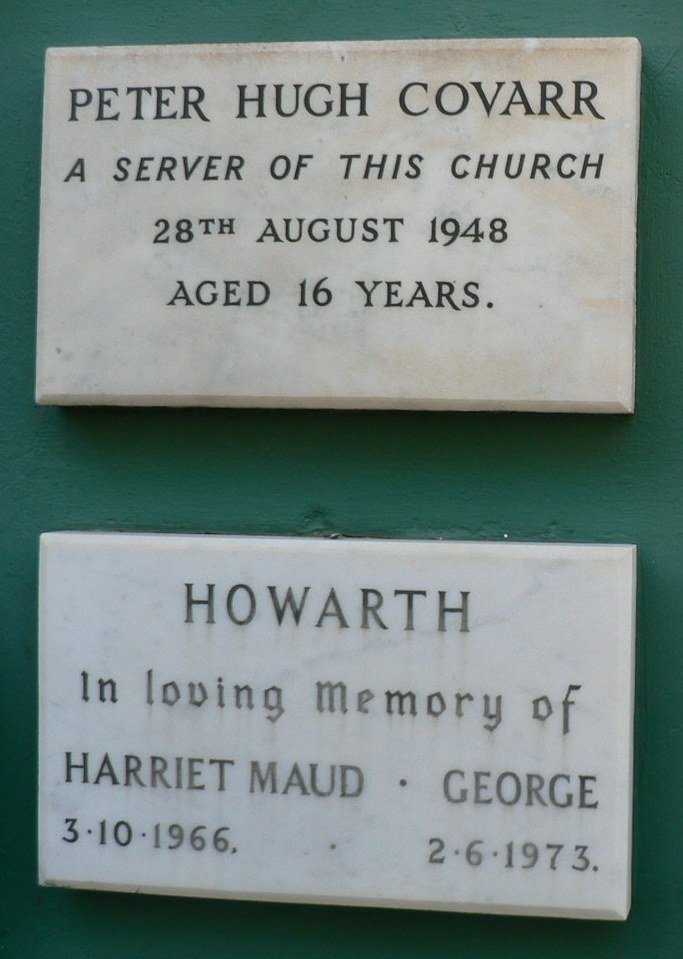 PETER HUGH COVARR
A SERVER OF THIS CHURCH
28TH AUGUST 1948
AGED 16 YEARS.
HOWARTH
In loving Memory of
HARRIET MAUD · GEORGE
3·10·1966. · 2·6·1973.